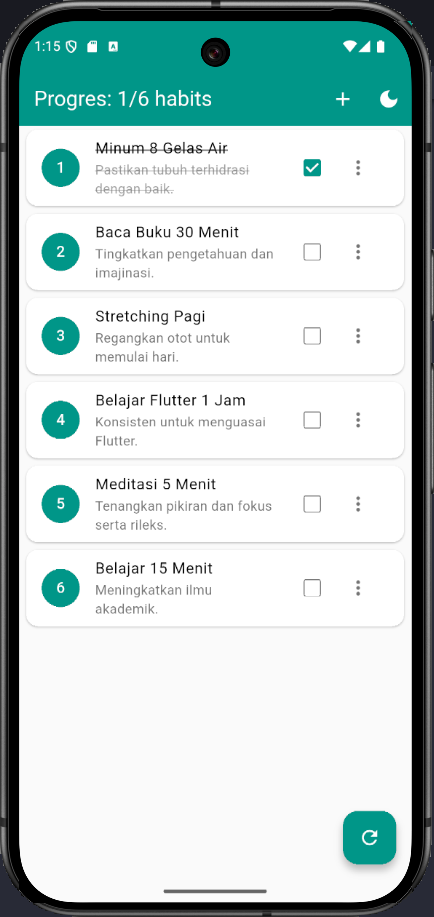 1:15
Progres: 1/6 habits
1
Minum 8 Gelas Air
Pastikan tubuh terhidrasi
dengan baik.
2
Baca Buku 30 Menit
Tingkatkan pengetahuan dan
imajinasi.
3
Stretching Pagi
Regangkan otot untuk
memulai hari.
4
Belajar Flutter 1 Jam
Konsisten untuk menguasai
Flutter.
5
Meditasi 5 Menit
Tenangkan pikiran dan fokus
serta rileks.
6
Belajar 15 Menit
Meningkatkan ilmu
akademik.